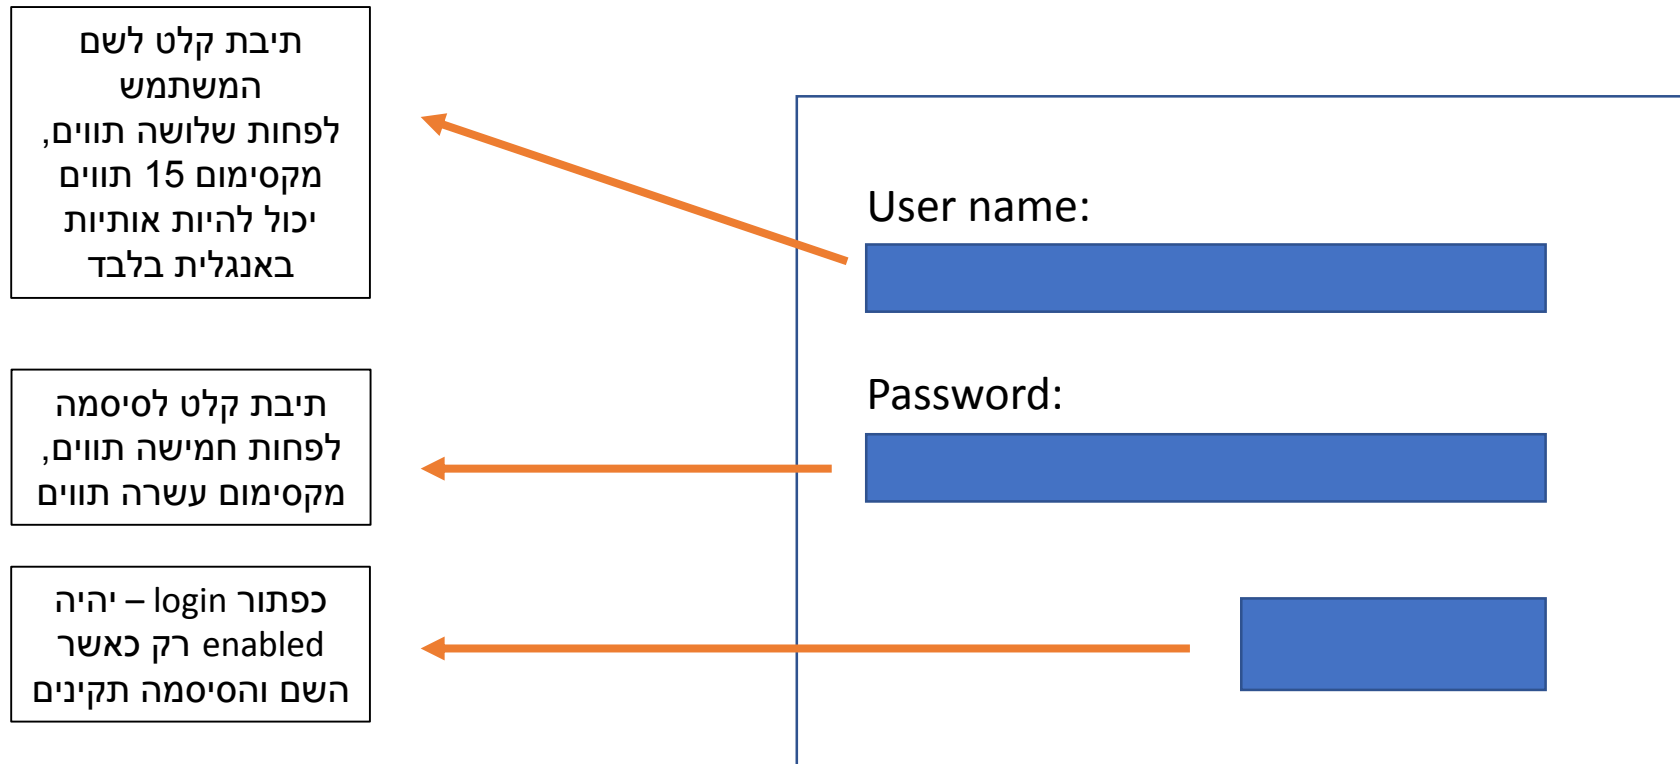 תיבת קלט לשם
המשתמש
לפחות שלושה תווים,
מקסימום 15 תווים
יכול להיות אותיות
באנגלית בלבד
User name:
תיבת קלט לסיסמה
לפחות חמישה תווים,
מקסימום עשרה תווים
Password:
כפתור login – יהיה
enabled רק כאשר
השם והסיסמה תקינים